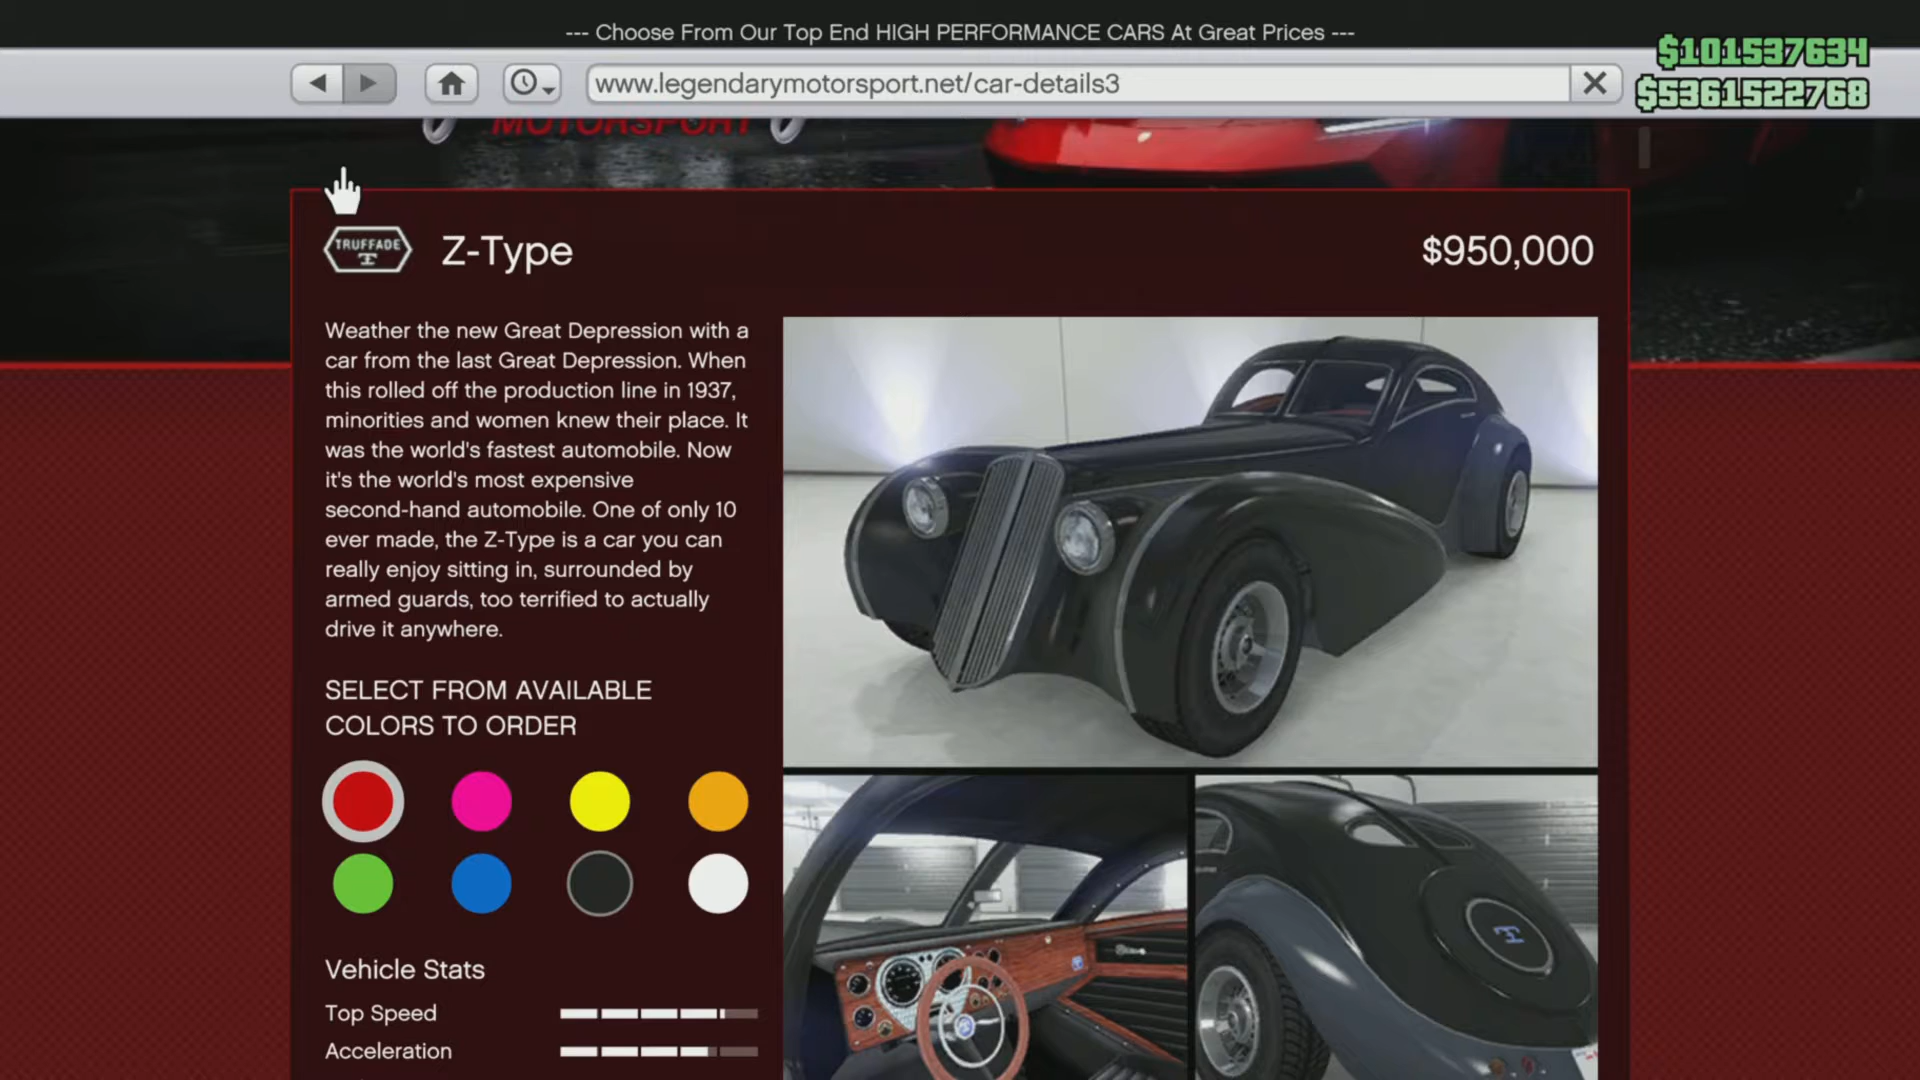 --- Choose From Our Top End HIGH PERFORMANCE CARS At Great Prices ---
$101537634
www.legendarymotorsport.net/car-details3
$5361522768
MOTORSPORT
TRUFFADE
Z-Type
$950,000
Weather the new Great Depression with a
car from the last Great Depression. When
this rolled off the production line in 1937,
minorities and women knew their place. It
was the world's fastest automobile. Now
it's the world's most expensive
second-hand automobile. One of only 10
ever made, the Z-Type is a car you can
really enjoy sitting in, surrounded by
armed guards, too terrified to actually
drive it anywhere.
SELECT FROM AVAILABLE
COLORS TO ORDER
Vehicle Stats
Top Speed
Acceleration